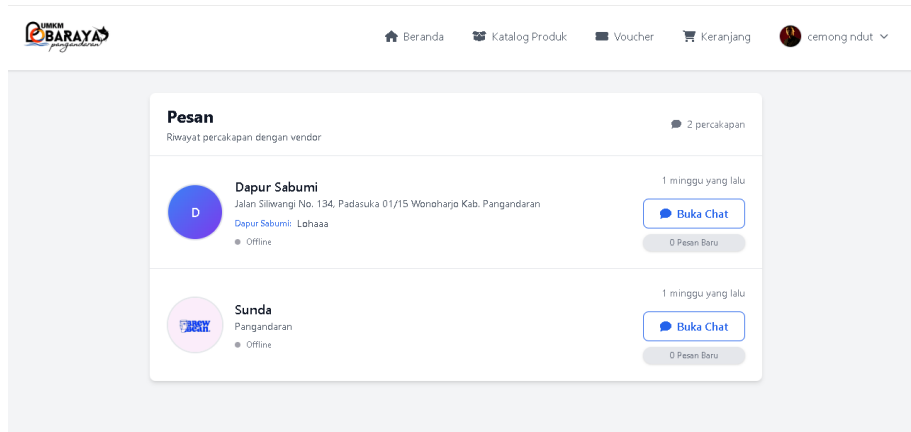 UMKM
BARAYA
pangandaran
Beranda
Katalog Produk
Voucher
Keranjang
cemong ndut
Pesan
Riwayat percakapan dengan vendor
2 percakapan
D
Dapur Sabumi
Jalan Siliwangi No. 134, Padasuka 01/15 Wonoharjo Kab. Pangandaran
Dapur Sabumi: Lohaaa
Offline
1 minggu yang lalu
Buka Chat
0 Pesan Baru
BREW
BEAN.
Sunda
Pangandaran
Offline
1 minggu yang lalu
Buka Chat
0 Pesan Baru